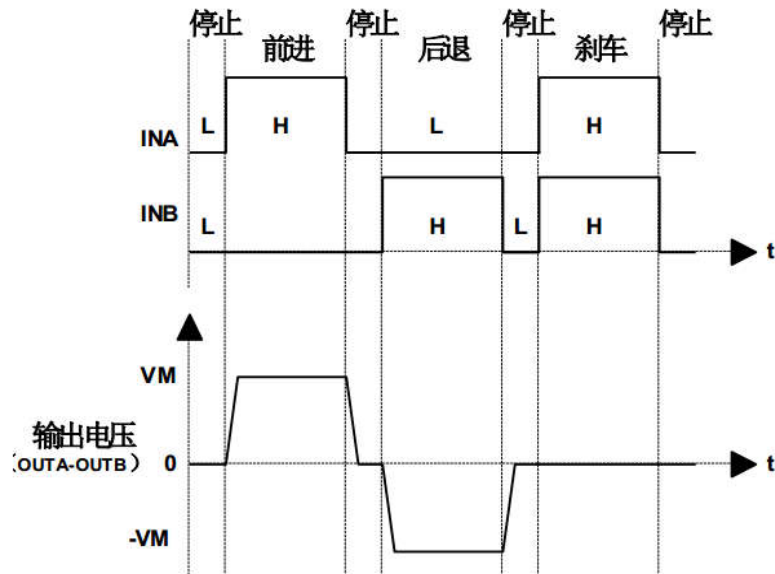 停止 停止 停止 停止
前进 后退 刹车
L H L H
INA
INB
L H L H
t
VM
输出电压
(OUTA-OUTB) 0
t
-VM